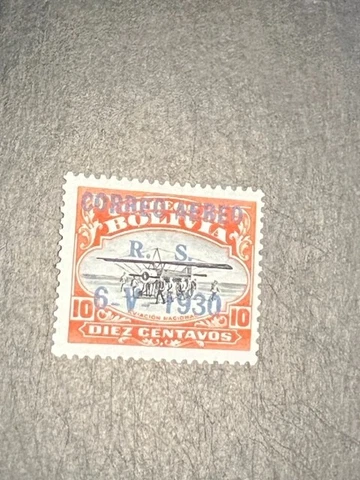 CORREO AEREO
BOLIVIA
R. S.
6-V-1930
10 10
DIEZ CENTAVOS